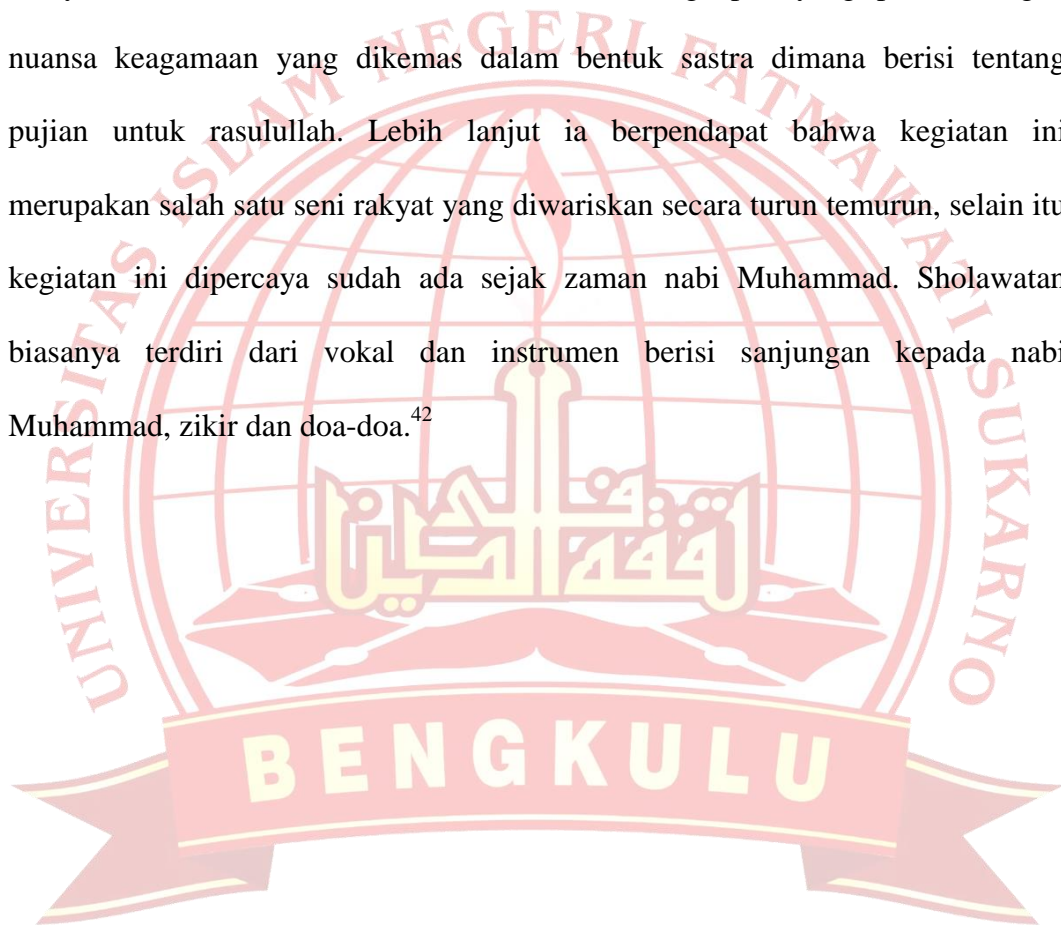 nuansa keagamaan yang dikemas dalam bentuk sastra dimana berisi tentang
pujian untuk rasulullah. Lebih lanjut ia berpendapat bahwa kegiatan ini
merupakan salah satu seni rakyat yang diwariskan secara turun temurun, selain itu
kegiatan ini dipercaya sudah ada sejak zaman nabi Muhammad. Sholawatan
biasanya terdiri dari vokal dan instrumen berisi sanjungan kepada nabi
Muhammad, zikir dan doa-doa.42
UNIVERSITAS ISLAM NEGERI FATMAWATI SUKARNO
BENGKULU